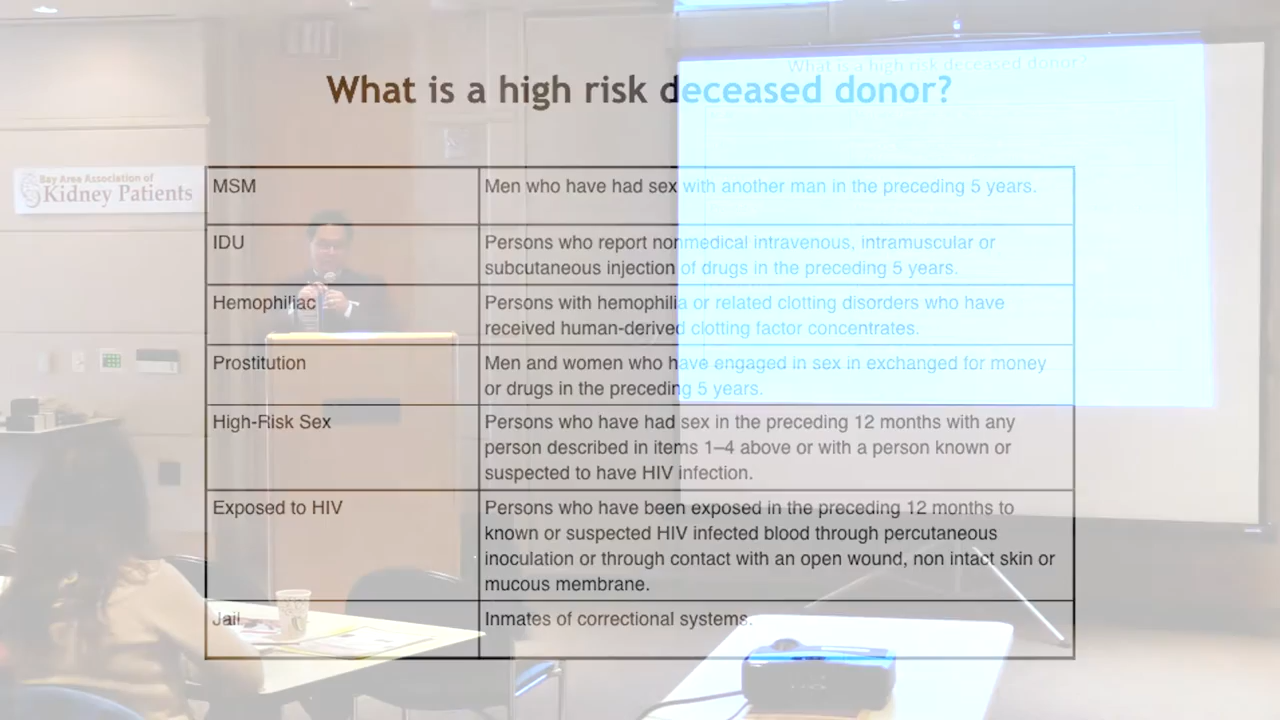 What is a high risk deceased donor?
What is a high risk deceased donor?
Bay Area Association of
Kidney Patients
MSM
Men who have had sex with another man in the preceding 5 years.
IDU
Persons who report nonmedical intravenous, intramuscular or
subcutaneous injection of drugs in the preceding 5 years.
Hemophiliac
Persons with hemophilia or related clotting disorders who have
received human-derived clotting factor concentrates.
Prostitution
Men and women who have engaged in sex in exchanged for money
or drugs in the preceding 5 years.
High-Risk Sex
Persons who have had sex in the preceding 12 months with any
person described in items 1–4 above or with a person known or
suspected to have HIV infection.
Exposed to HIV
Persons who have been exposed in the preceding 12 months to
known or suspected HIV infected blood through percutaneous
inoculation or through contact with an open wound, non intact skin or
mucous membrane.
Jail
Inmates of correctional systems.